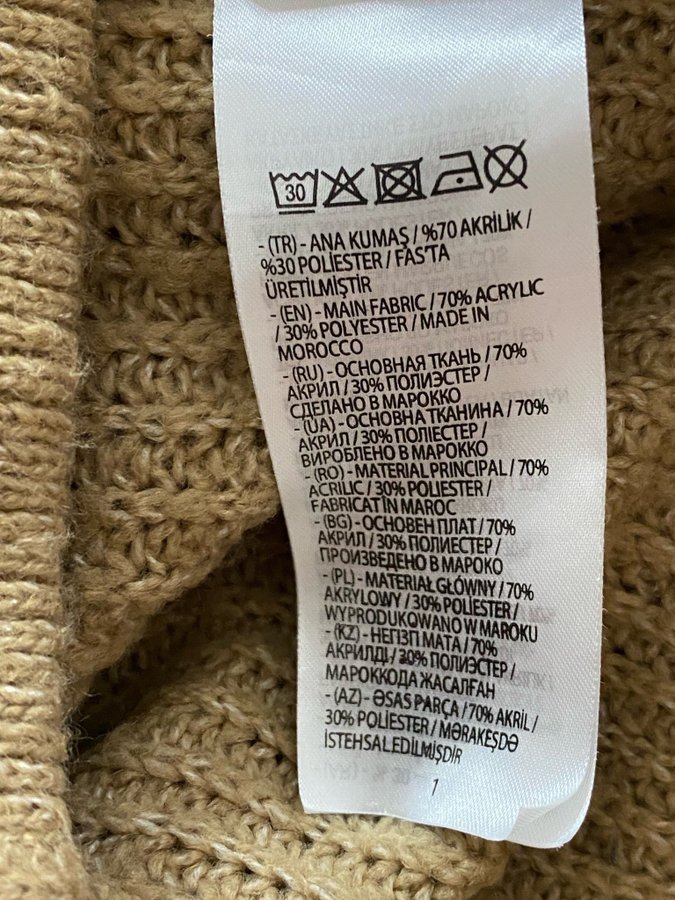 30
- (TR) - ANA KUMAŞ / %70 AKRİLİK /
%30 POLİESTER / FAS'TA
ÜRETİLMİŞTİR
- (EN) - MAIN FABRIC / 70% ACRYLIC
/ 30% POLYESTER / MADE IN
MOROCCO
- (RU) - ОСНОВНАЯ ТКАНЬ / 70%
АКРИЛ / 30% ПОЛИЭСТЕР /
СДЕЛАНО В МАРОККО
- (UA) - ОСНОВНА ТКАНИНА / 70%
АКРИЛ / 30% ПОЛІЕСТЕР /
ВИРОБЛЕНО В МАРОККО
- (RO) - MATERIAL PRINCIPAL / 70%
ACRILIC / 30% POLIESTER /
FABRICAT ÎN MAROC
- (BG) - ОСНОВЕН ПЛАТ / 70%
АКРИЛ / 30% ПОЛИЕСТЕР /
ПРОИЗВЕДЕНО В МАРОКО
- (PL) - MATERIAŁ GŁÓWNY / 70%
AKRYLOWY / 30% POLIESTER /
WYPRODUKOWANO W MAROKU
- (KZ) - НЕГІЗГІ МАТА / 70%
АКРИЛДІ / 30% ПОЛИЭСТЕР /
МАРОККОДА ЖАСАЛҒАН
- (AZ) - ƏSAS PARÇA / 70% AKRİL /
30% POLİESTER / MƏRAKEŞDƏ
İSTEHSAL EDİLMİŞDİR
1